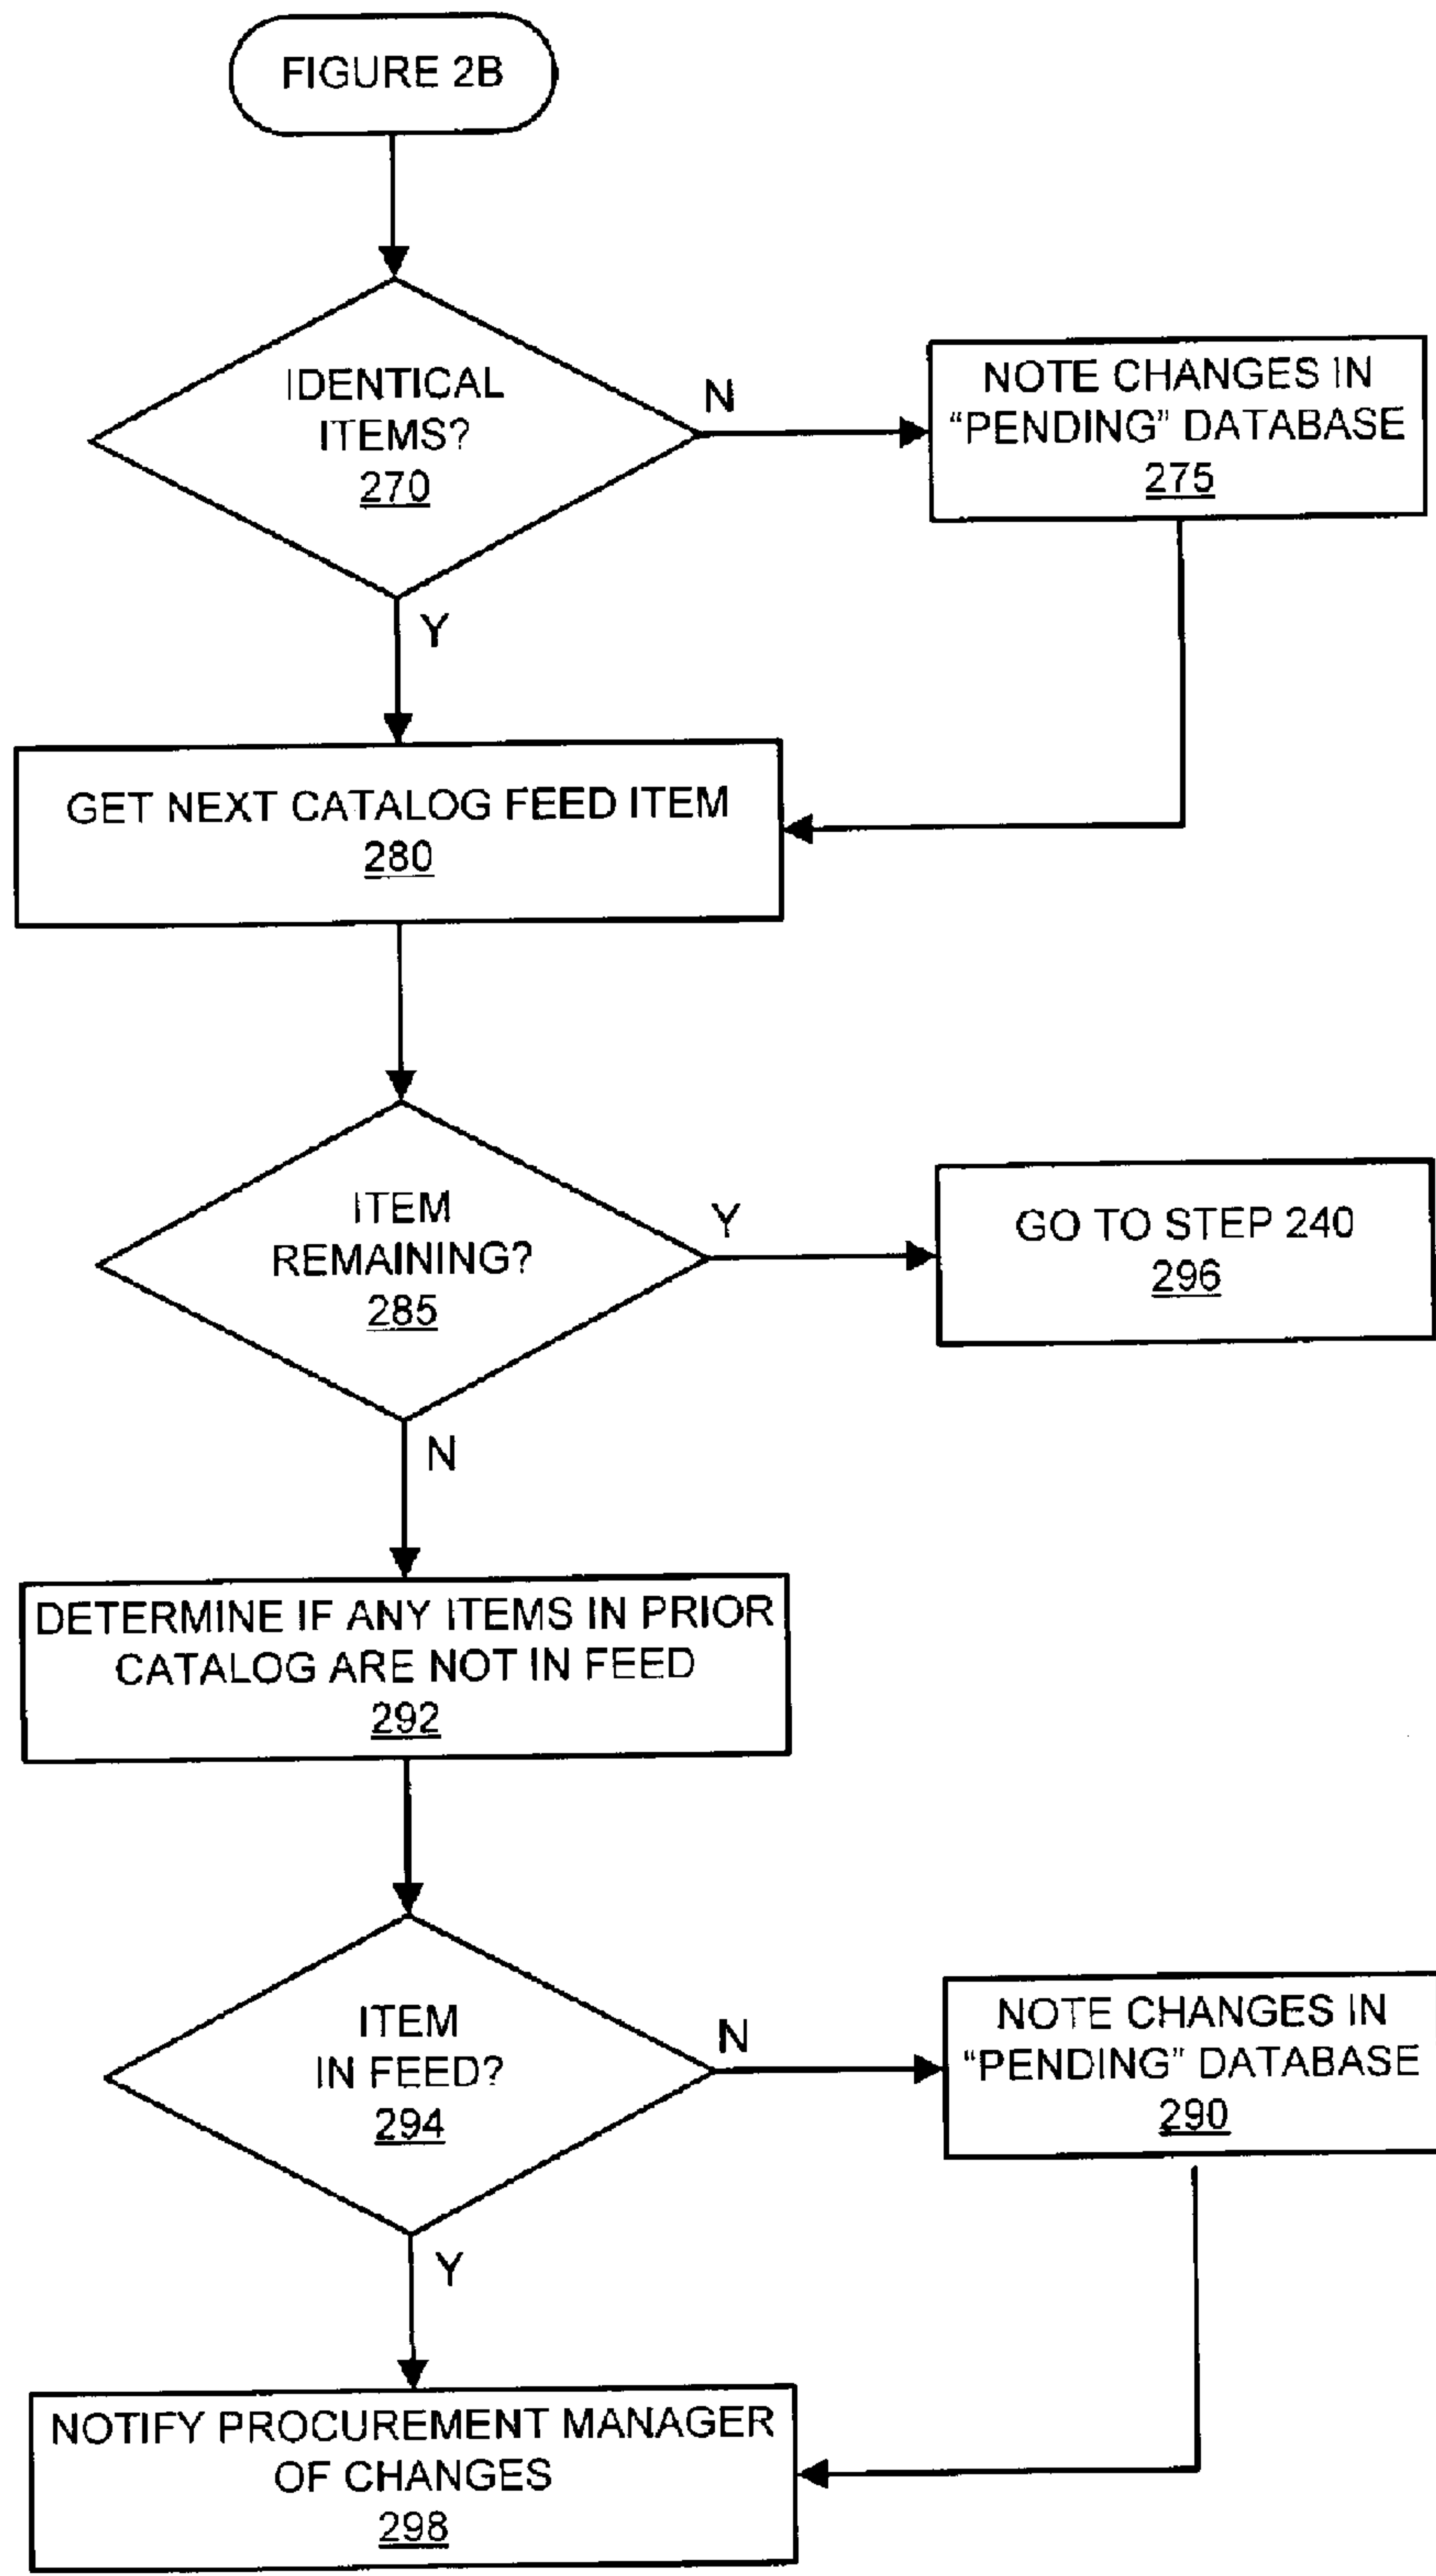 FIGURE 2B
IDENTICAL
ITEMS?
270
N
NOTE CHANGES IN
“PENDING” DATABASE
275
Y
GET NEXT CATALOG FEED ITEM
280
ITEM
REMAINING?
285
Y
GO TO STEP 240
296
N
DETERMINE IF ANY ITEMS IN PRIOR
CATALOG ARE NOT IN FEED
292
ITEM
IN FEED?
294
N
NOTE CHANGES IN
“PENDING” DATABASE
290
Y
NOTIFY PROCUREMENT MANAGER
OF CHANGES
298